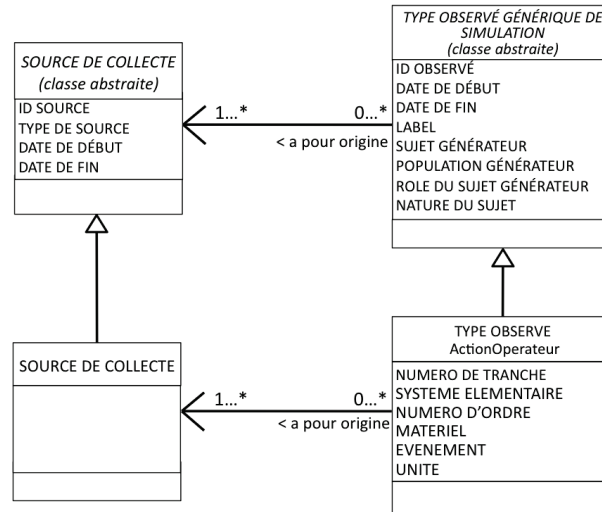 SOURCE DE COLLECTE
(classe abstraite)
ID SOURCE
TYPE DE SOURCE
DATE DE DÉBUT
DATE DE FIN
1...*
0...*
< a pour origine
TYPE OBSERVÉ GÉNÉRIQUE DE
SIMULATION
(classe abstraite)
ID OBSERVÉ
DATE DE DÉBUT
DATE DE FIN
LABEL
SUJET GÉNÉRATEUR
POPULATION GÉNÉRATEUR
ROLE DU SUJET GÉNÉRATEUR
NATURE DU SUJET
SOURCE DE COLLECTE
1...*
0...*
< a pour origine
TYPE OBSERVE
ActionOperateur
NUMERO DE TRANCHE
SYSTEME ELEMENTAIRE
NUMERO D'ORDRE
MATERIEL
EVENEMENT
UNITE